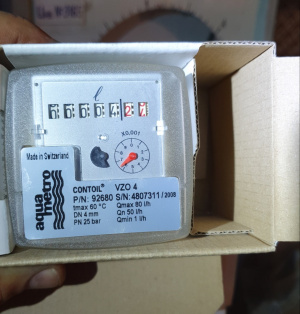 Made in Switzerland
X0,001
aqua
metro
CONTOIL® VZO 4
P/N: 92680 S/N: 4807311 / 2008
tmax 60 °C Qmax 80 l/h
DN 4 mm Qn 50 l/h
PN 25 bar Qmin 1 l/h